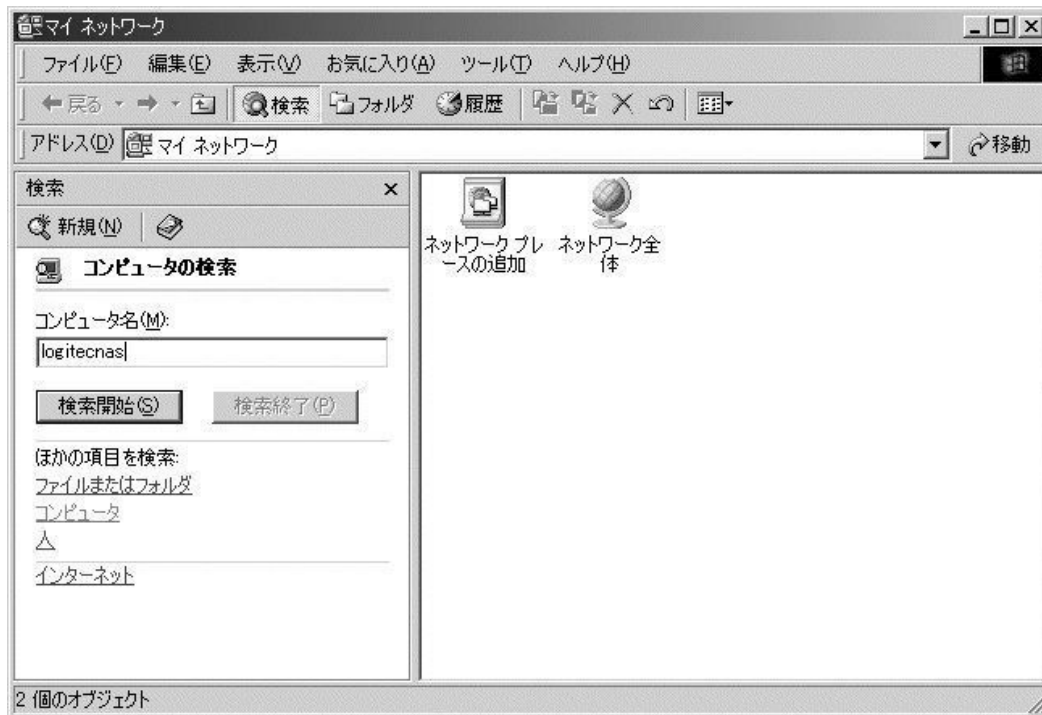 マイ ネットワーク
ファイル(F) 編集(E) 表示(V) お気に入り(A) ツール(T) ヘルプ(H)
戻る 検索 フォルダ 履歴
アドレス(D) マイ ネットワーク 移動
検索
新規(N)
コンピュータの検索
コンピュータ名(M):
logitecnas
検索開始(S) 検索終了(P)
ほかの項目を検索:
ファイルまたはフォルダ
コンピュータ
人
インターネット
ネットワーク プレ
ースの追加
ネットワーク全
体
2 個のオブジェクト